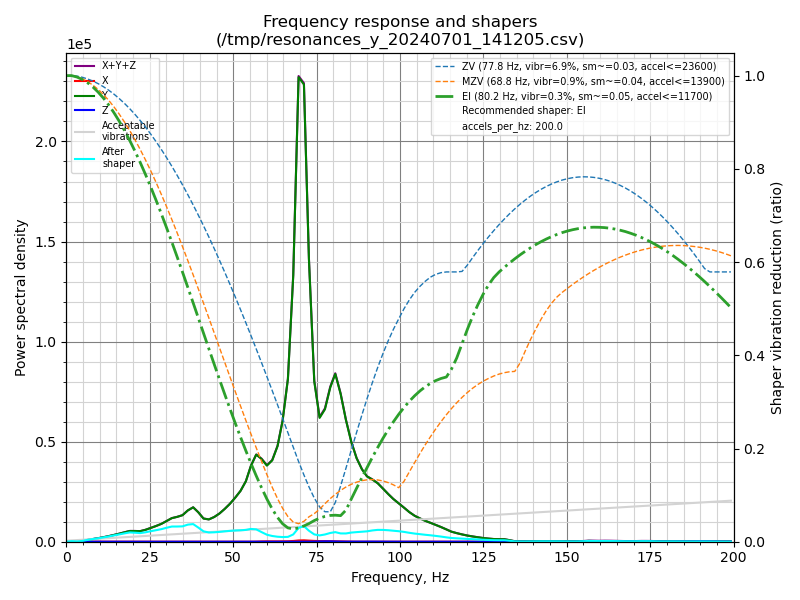 Frequency response and shapers
(/tmp/resonances_y_20240701_141205.csv)
1e5
X+Y+Z
X
Y
Z
Acceptable
vibrations
After
shaper
ZV (77.8 Hz, vibr=6.9%, sm~=0.03, accel<=23600)
MZV (68.8 Hz, vibr=0.9%, sm~=0.04, accel<=13900)
EI (80.2 Hz, vibr=0.3%, sm~=0.05, accel<=11700)
Recommended shaper: EI
accels_per_hz: 200.0
Power spectral density
2.0
1.5
1.0
0.5
0.0
1.0
0.8
0.6
0.4
0.2
0.0
Shaper vibration reduction (ratio)
0 25 50 75 100 125 150 175 200
Frequency, Hz